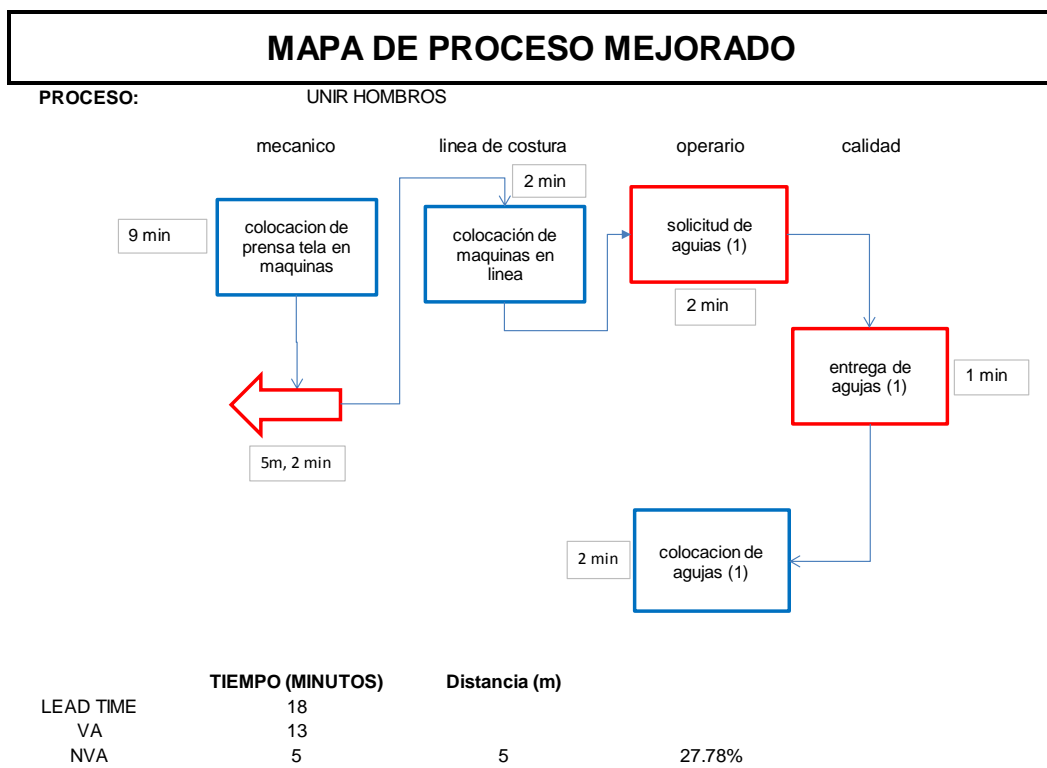 MAPA DE PROCESO MEJORADO
PROCESO: UNIR HOMBROS
mecanico linea de costura operario calidad
2 min
9 min
colocacion de
prensa tela en
maquinas
colocación de
maquinas en
linea
solicitud de
aguias (1)
2 min
entrega de
agujas (1)
1 min
5m, 2 min
2 min
colocacion de
agujas (1)
TIEMPO (MINUTOS) Distancia (m)
LEAD TIME 18
VA 13
NVA 5 5 27.78%